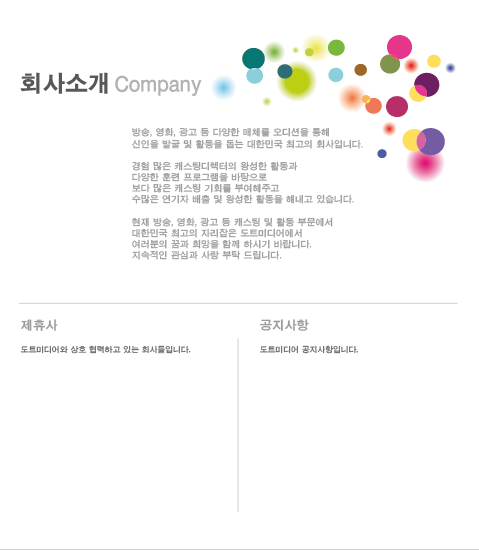 회사소개 Company
방송, 영화, 광고 등 다양한 매체를 오디션을 통해
신인을 발굴 및 활동을 돕는 대한민국 최고의 회사입니다.
경험 많은 캐스팅디렉터의 왕성한 활동과
다양한 훈련 프로그램을 바탕으로
보다 많은 캐스팅 기회를 부여해주고
수많은 연기자 배출 및 왕성한 활동을 해내고 있습니다.
현재 방송, 영화, 광고 등 캐스팅 및 활동 부문에서
대한민국 최고의 자리잡은 도트미디어에서
여러분의 꿈과 희망을 함께 하시기 바랍니다.
지속적인 관심과 사랑 부탁 드립니다.
제휴사
도트미디어와 상호 협력하고 있는 회사들입니다.
공지사항
도트미디어 공지사항입니다.